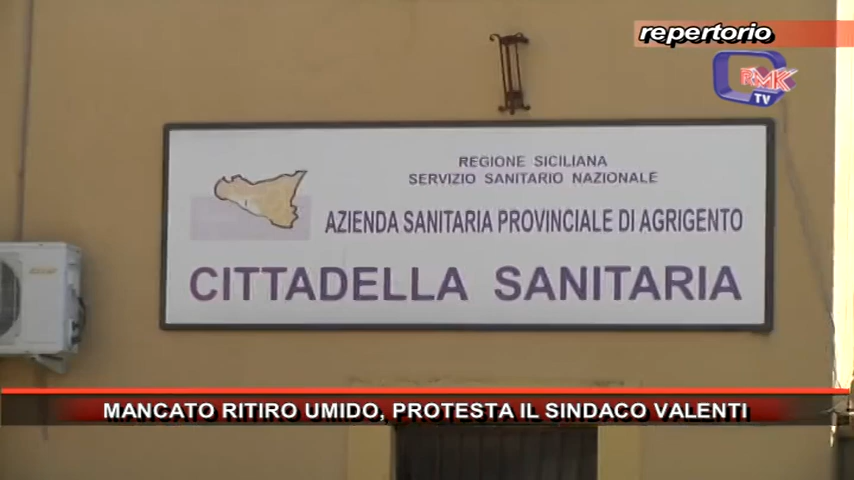 repertorio
RMK
TV
REGIONE SICILIANA
SERVIZIO SANITARIO NAZIONALE
AZIENDA SANITARIA PROVINCIALE DI AGRIGENTO
CITTADELLA SANITARIA
MANCATO RITIRO UMIDO, PROTESTA IL SINDACO VALENTI